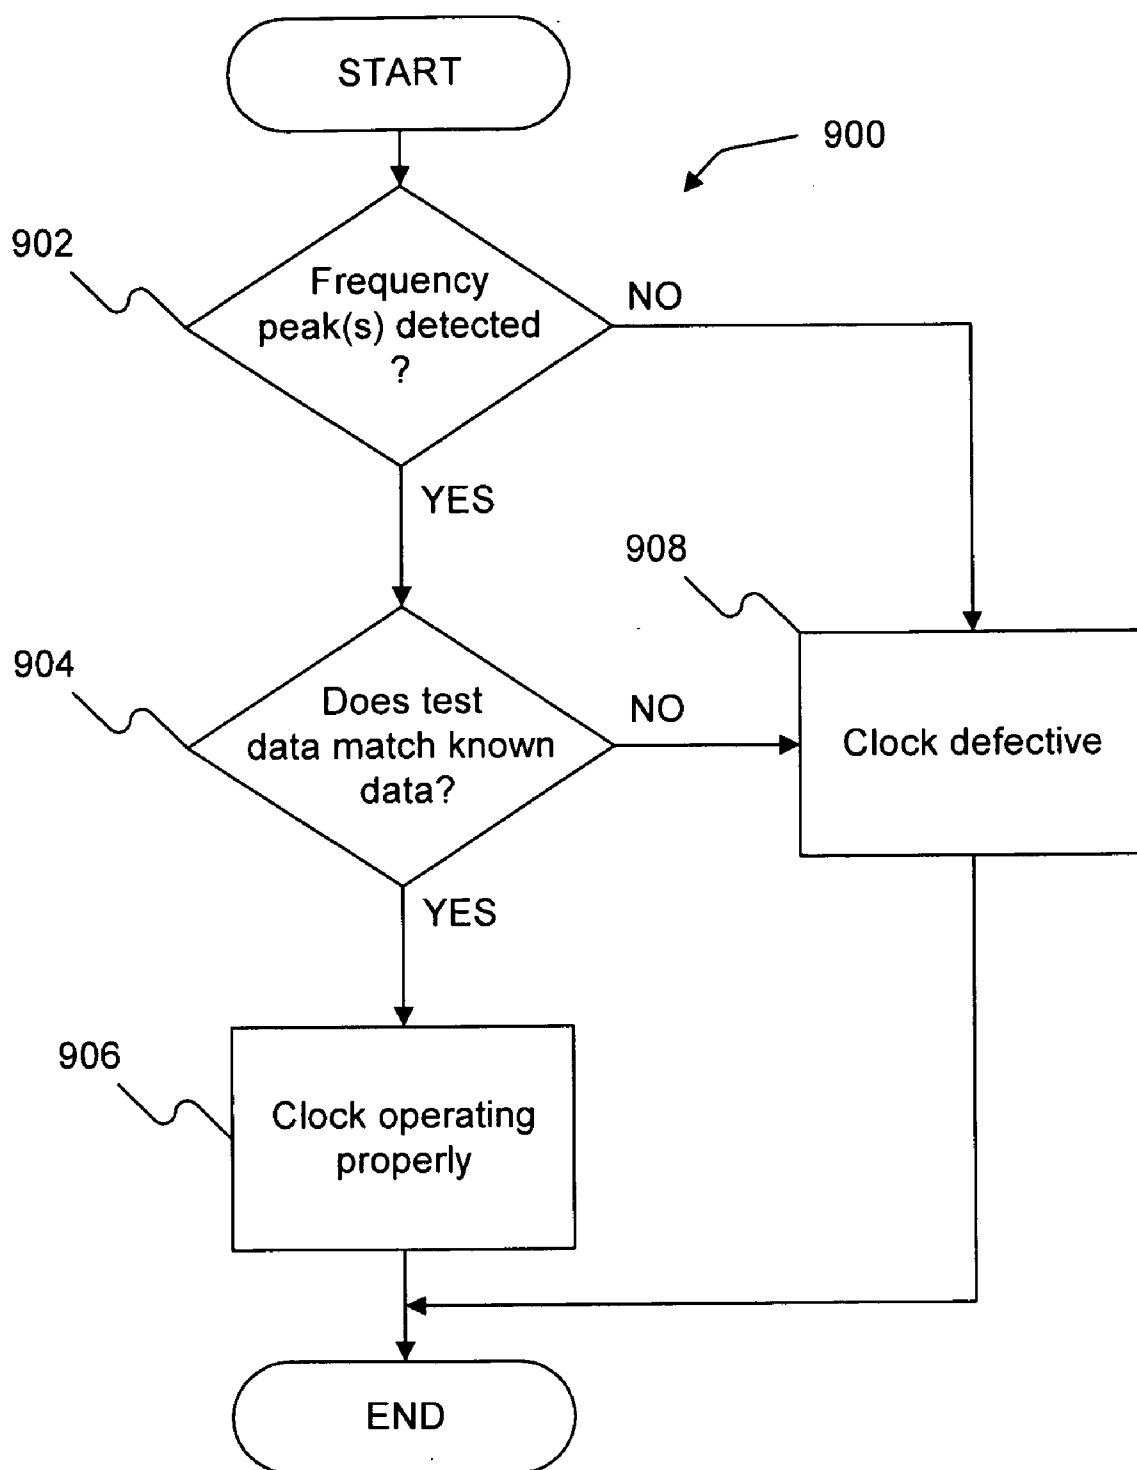 START
900
902
Frequency
peak(s) detected
?
NO
YES
908
904
Does test
data match known
data?
NO
Clock defective
YES
906
Clock operating
properly
END